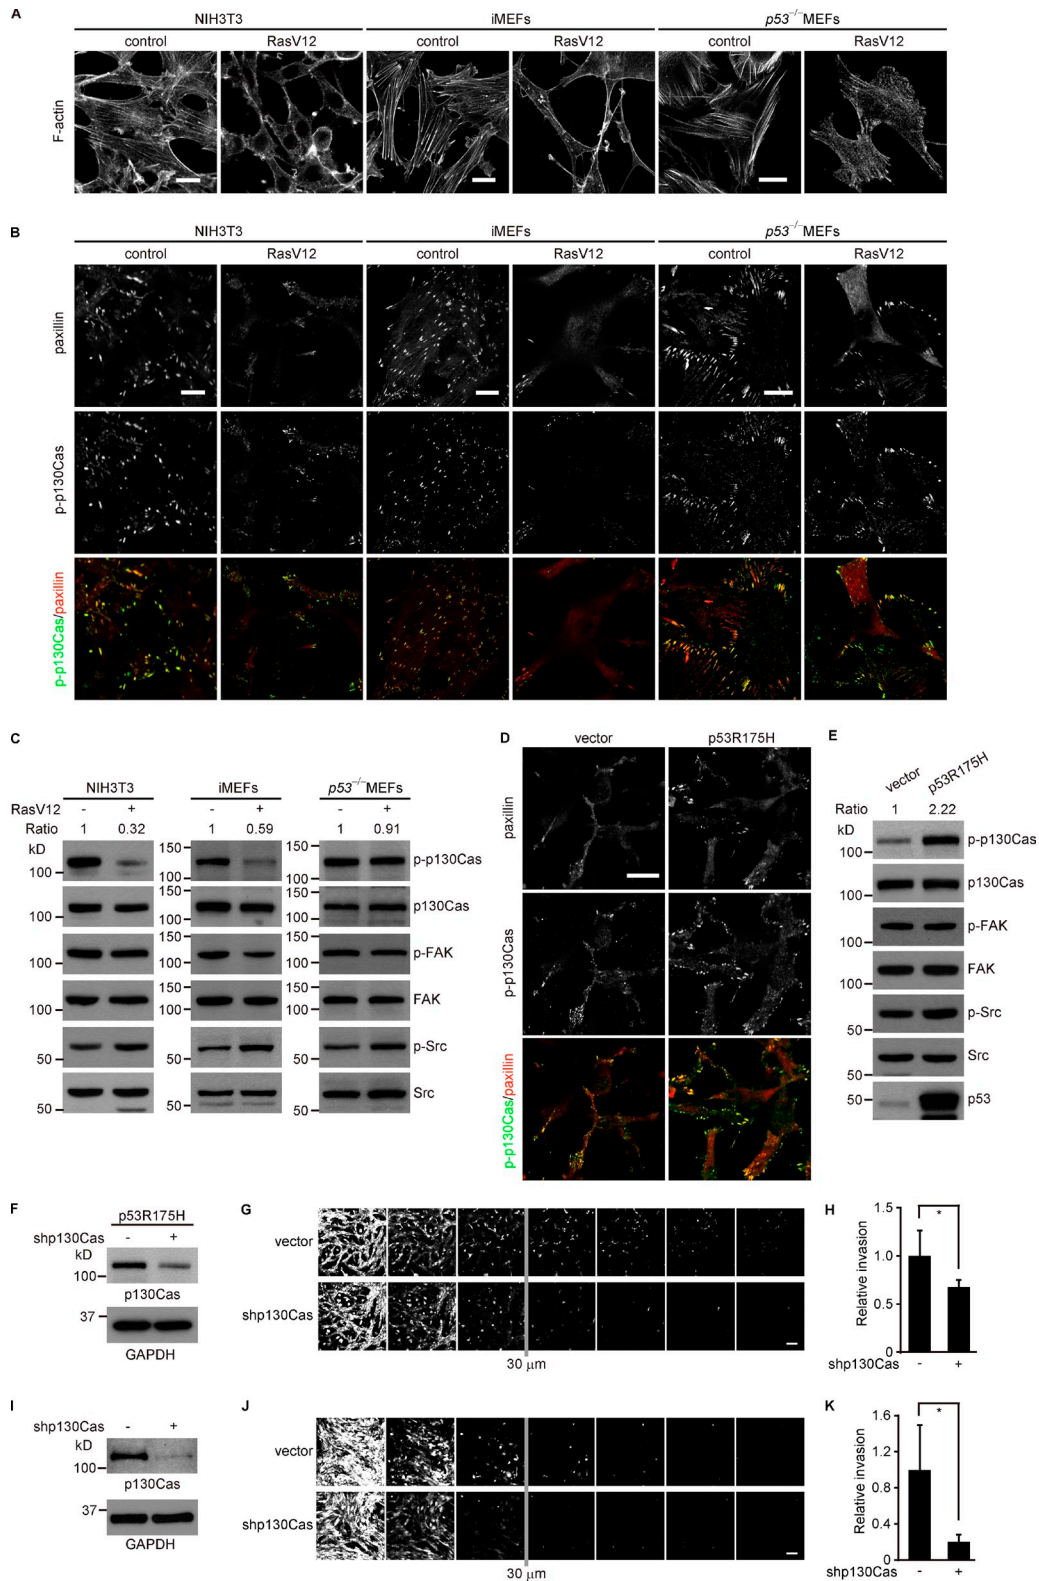 A
NIH3T3 iMEFs p53–/–MEFs
control RasV12 control RasV12 control RasV12
F-actin
B
NIH3T3 iMEFs p53–/–MEFs
control RasV12 control RasV12 control RasV12
paxillin
p-p130Cas
p-p130Cas/paxillin
C
NIH3T3 iMEFs p53–/–MEFs
RasV12 - + - + - +
Ratio 1 0.32 1 0.59 1 0.91
kD
100 150 100 150 100 p-p130Cas
100 150 100 150 100 p130Cas
100 150 100 150 100 p-FAK
100 150 100 150 100 FAK
50 50 50 p-Src
50 50 50 Src
D
vector p53R175H
paxillin
p-p130Cas
p-p130Cas/paxillin
E
vector p53R175H
Ratio 1 2.22
kD
100 p-p130Cas
100 p130Cas
100 p-FAK
100 FAK
50 p-Src
50 Src
50 p53
F
p53R175H
shp130Cas - +
kD
100
p130Cas
37
GAPDH
G
vector
shp130Cas
30 μm
H
Relative invasion
1.5
1.0
0.5
0
*
shp130Cas - +
I
shp130Cas - +
kD
100
p130Cas
37
GAPDH
J
vector
shp130Cas
30 μm
K
Relative invasion
1.6
1.2
0.8
0.4
0
*
shp130Cas - +